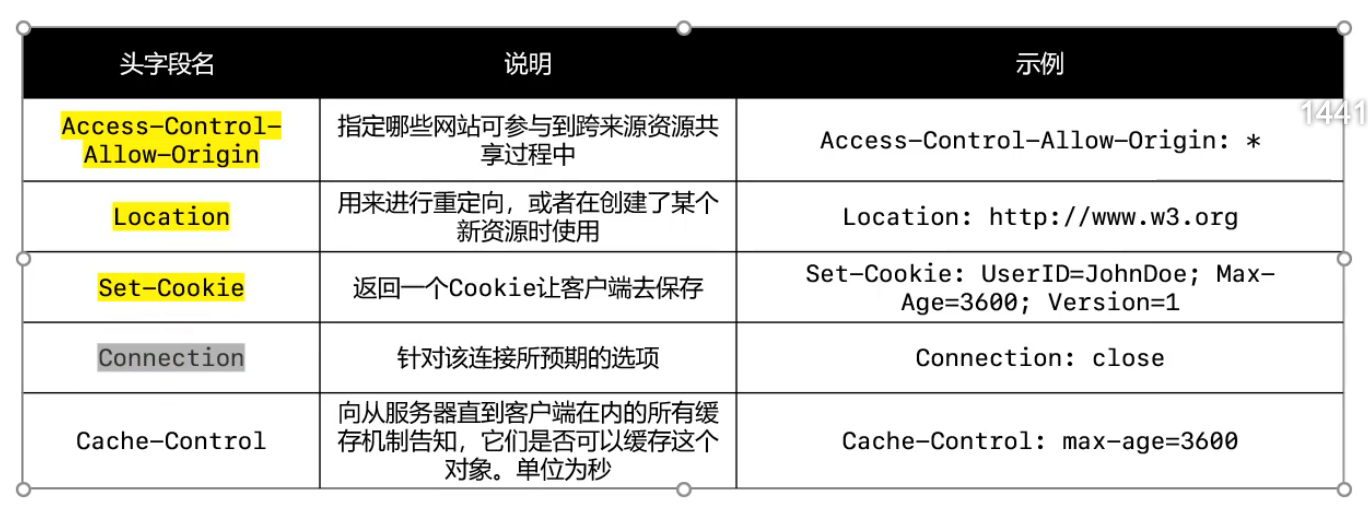 头字段名
说明
示例
1441
Access-Control-
Allow-Origin
指定哪些网站可参与到跨来源资源共
享过程中
Access-Control-Allow-Origin: *
Location
用来进行重定向，或者在创建了某个
新资源时使用
Location: http://www.w3.org
Set-Cookie
返回一个Cookie让客户端去保存
Set-Cookie: UserID=JohnDoe; Max-
Age=3600; Version=1
Connection
针对该连接所预期的选项
Connection: close
Cache-Control
向从服务器直到客户端在内的所有缓
存机制告知，它们是否可以缓存这个
对象。单位为秒
Cache-Control: max-age=3600